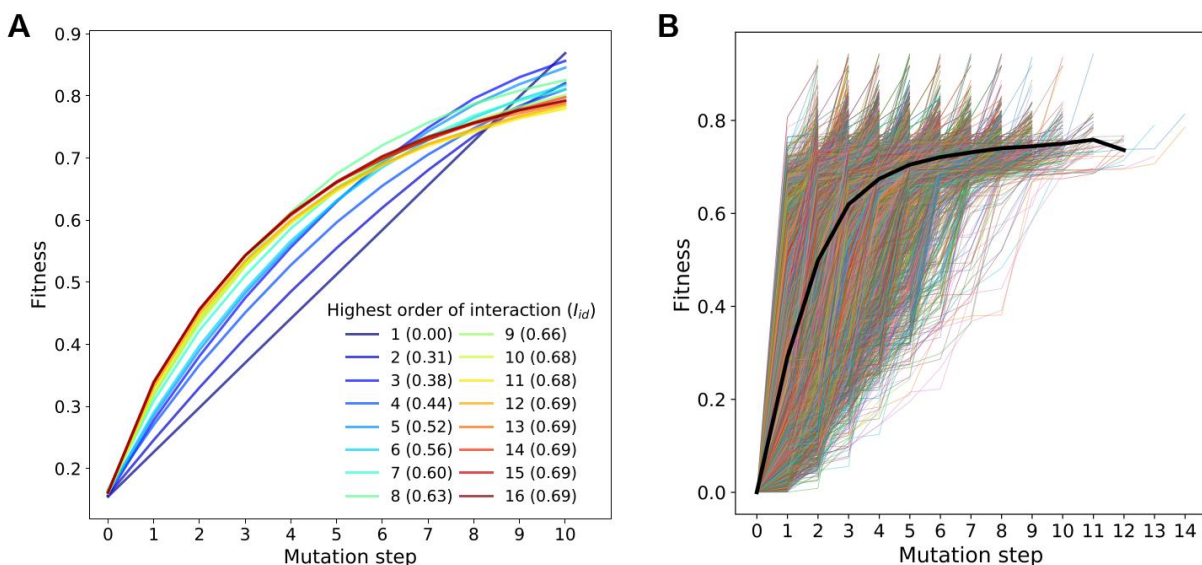 A
0.9
0.8
0.7
0.6
0.5
0.4
0.3
0.2
Fitness
Highest order of interaction (I_id)
1 (0.00) 9 (0.66)
2 (0.31) 10 (0.68)
3 (0.38) 11 (0.68)
4 (0.44) 12 (0.69)
5 (0.52) 13 (0.69)
6 (0.56) 14 (0.69)
7 (0.60) 15 (0.69)
8 (0.63) 16 (0.69)
0 1 2 3 4 5 6 7 8 9 10
Mutation step
B
0.8
0.6
0.4
0.2
0.0
Fitness
0 1 2 3 4 5 6 7 8 9 10 11 12 13 14
Mutation step